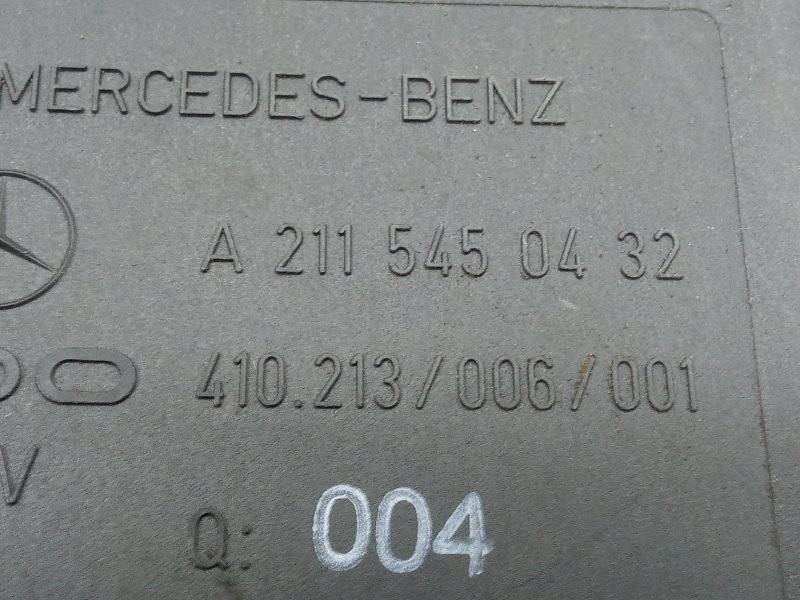 MERCEDES-BENZ
A 211 545 04 32
410.213/006/001
V
Q: 004